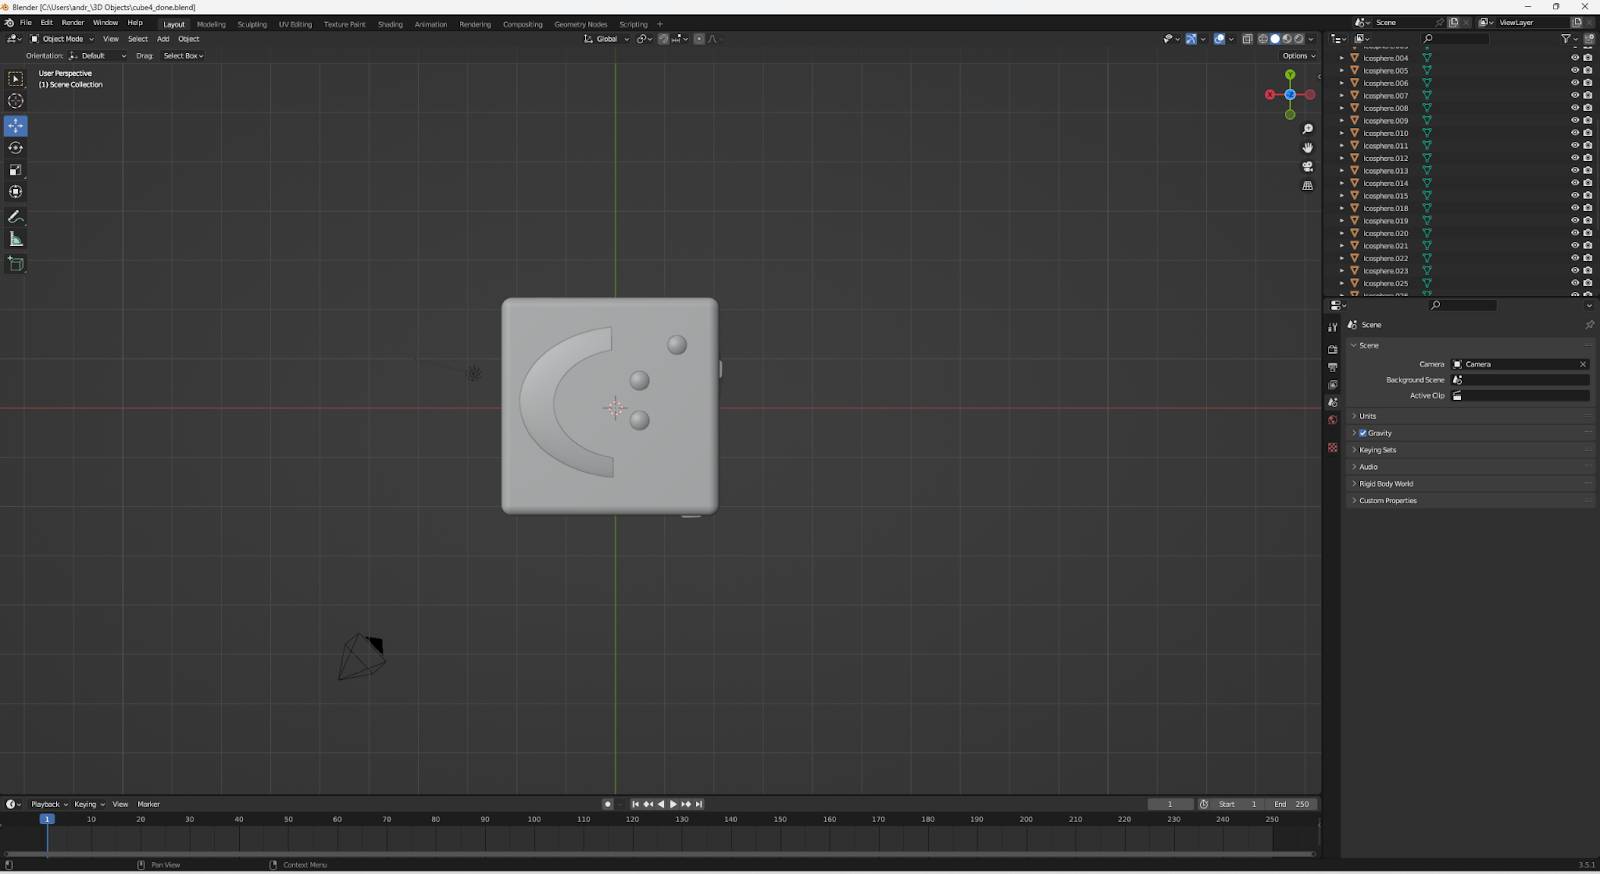 Blender [C:\Users\andr_\3D Objects\cube4_done.blend]
File Edit Render Window Help Layout Modeling Sculpting UV Editing Texture Paint Shading Animation Rendering Compositing Geometry Nodes Scripting + Scene ViewLayer
Object Mode View Select Add Object Global
Orientation: Default Drag: Select Box Options
User Perspective
(1) Scene Collection
Y
X
Icosphere.004
Icosphere.005
Icosphere.006
Icosphere.007
Icosphere.008
Icosphere.009
Icosphere.010
Icosphere.011
Icosphere.012
Icosphere.013
Icosphere.014
Icosphere.015
Icosphere.018
Icosphere.019
Icosphere.020
Icosphere.021
Icosphere.022
Icosphere.023
Icosphere.025
Scene
Scene
Camera Camera
Background Scene
Active Clip
Units
Gravity
Keying Sets
Audio
Rigid Body World
Custom Properties
Playback Keying View Marker 1 Start 1 End 250
1 10 20 30 40 50 60 70 80 90 100 110 120 130 140 150 160 170 180 190 200 210 220 230 240 250
Pan View Context Menu 3.5.1